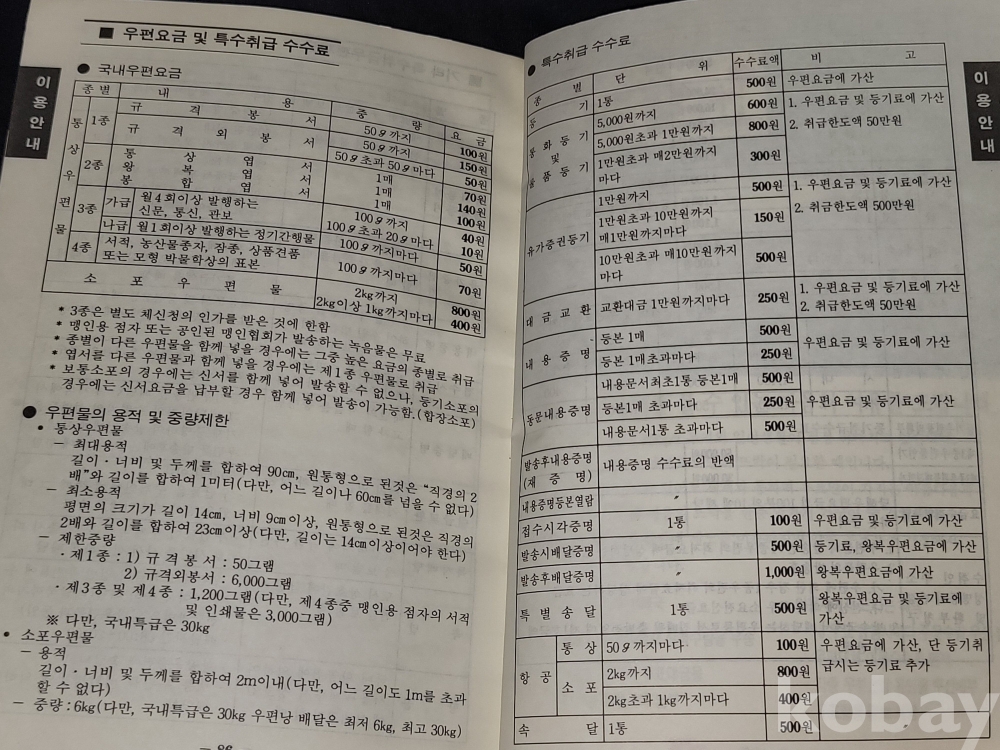 ■ 우편요금 및 특수취급 수수료
이용안내
● 국내우편요금
종별 내용 중량 요금
통상우편물
1종 규격봉서 50g까지 100원
규격외봉서 50g까지 150원
50g초과 50g마다 50원
2종 통상엽서 1매 70원
왕복엽서 1매 140원
봉합엽서 1매 100원
3종 가급 월4회이상 발행하는
신문, 통신, 관보 100g까지 40원
100g초과 20g마다 10원
나급 월1회이상 발행하는 정기간행물 100g까지마다 50원
4종 서적, 농산물종자, 잠종, 상품견품
또는 모형 박물학상의 표본 100g까지마다 70원
소포우편물 2kg까지 800원
2kg이상 1kg까지마다 400원
* 3종은 별도 체신청의 인가를 받은 것에 한함
* 맹인용 점자 또는 공인된 맹인협회가 발송하는 녹음물은 무료
* 종별이 다른 우편물을 함께 넣을 경우에는 그중 높은 요금의 종별로 취급
* 엽서를 다른 우편물과 함께 넣을 경우에는 제1종 우편물로 취급
* 보통소포의 경우에는 신서를 함께 넣어 발송할 수 없으나, 등기소포의
경우에는 신서요금을 납부할 경우 함께 넣어 발송이 가능함.(합장소포)
● 우편물의 용적 및 중량제한
• 통상우편물
– 최대용적
길이·너비 및 두께를 합하여 90cm, 원통형으로 된것은 “직경의 2
배”와 길이를 합하여 1미터(다만, 어느 길이나 60cm를 넘을 수 없다)
– 최소용적
평면의 크기가 길이 14cm, 너비 9cm이상, 원통형으로 된것은 직경의
2배와 길이를 합하여 23cm이상(다만, 길이는 14cm이상이어야 한다)
– 제한중량
·제1종 : 1) 규격봉서 : 50그램
2) 규격외봉서 : 6,000그램
·제3종 및 제4종 : 1,200그램(다만, 제4종중 맹인용 점자의 서적
및 인쇄물은 3,000그램)
※ 다만, 국내특급은 30kg
• 소포우편물
– 용적
길이·너비 및 두께를 합하여 2m이내(다만, 어느 길이도 1m를 초과
할 수 없다)
– 중량 : 6kg(다만, 국내특급은 30kg 우편낭 배달은 최저 6kg, 최고 30kg)
– 86
● 특수취급 수수료
이용안내
종별 단위 수수료액 비고
등기 1통 500원 우편요금에 가산
통화등기 및 물품등기 5,000원까지 600원 1. 우편요금 및 등기료에 가산
5,000원초과 1만원까지 800원 2. 취급한도액 50만원
1만원초과 매2만원까지
마다 300원
유가증권등기 1만원까지 500원 1. 우편요금 및 등기료에 가산
1만원초과 10만원까지
매1만원까지마다 150원 2. 취금한도액 500만원
10만원초과 매10만원까지
마다 500원
대금교환 교환대금 1만원까지마다 250원 1. 우편요금 및 등기료에 가산
2. 취급한도액 50만원
내용증명 등본 1매 500원 우편요금 및 등기료에 가산
등본 1매초과마다 250원
동문내용증명 내용문서최초1통 등본1매 500원
등본1매 초과마다 250원 우편요금 및 등기료에 가산
내용문서1통 초과마다 500원
발송후내용증명
(재증명) 내용증명 수수료의 반액
내용증명등본열람 〃
접수시각증명 1통 100원 우편요금 및 등기료에 가산
발송시배달증명 〃 500원 등기료, 왕복우편요금에 가산
발송후배달증명 〃 1,000원 왕복우편요금에 가산
특별송달 1통 500원 왕복우편요금 및 등기료에
가산
항공 통상 50g까지마다 100원 우편요금에 가산, 단 등기취
급시는 등기료 추가
소포 2kg까지 800원
2kg초과 1kg까지마다 400원
속달 1통 500원 〃
kobay